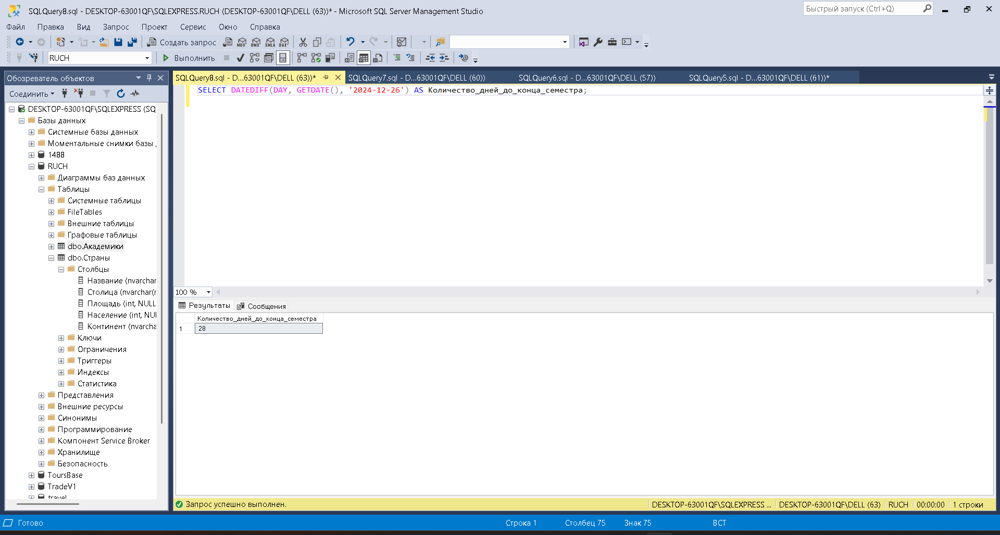 SQLQuery8.sql - DESKTOP-63001QF\SQLEXPRESS.RUCH (DESKTOP-63001QF\DELL (63))* - Microsoft SQL Server Management Studio
Быстрый запуск (Ctrl+Q)
Файл Правка Вид Запрос Проект Сервис Окно Справка
Создать запрос MDX DMX XMLA DAX
RUCH Выполнить
Обозреватель объектов
SQLQuery8.sql - D...63001QF\DELL (63))* SQLQuery7.sql - D...63001QF\DELL (60)) SQLQuery6.sql - D...63001QF\DELL (57)) SQLQuery5.sql - D...63001QF\DELL (61))*
Соединить
SELECT DATEDIFF(DAY, GETDATE(), '2024-12-26') AS Количество_дней_до_конца_семестра;
DESKTOP-63001QF\SQLEXPRESS (SQ
Базы данных
Системные базы данных
Моментальные снимки базы
1488
RUCH
Диаграммы баз данных
Таблицы
Системные таблицы
FileTables
Внешние таблицы
Графовые таблицы
dbo.Академики
dbo.Страны
Столбцы
Название (nvarchar
Столица (nvarchar(
Площадь (int, NULL
Население (int, NU
Континент (nvarcha
Ключи
Ограничения
Триггеры
Индексы
Статистика
Представления
Внешние ресурсы
Синонимы
Программирование
Компонент Service Broker
Хранилище
Безопасность
ToursBase
TradeV1
travel
100 %
Результаты Сообщения
Количество_дней_до_конца_семестра
1 28
Запрос успешно выполнен.
DESKTOP-63001QF\SQLEXPRESS ... DESKTOP-63001QF\DELL (63) RUCH 00:00:00 1 строки
Готово Строка 1 Столбец 75 Знак 75 ВСТ